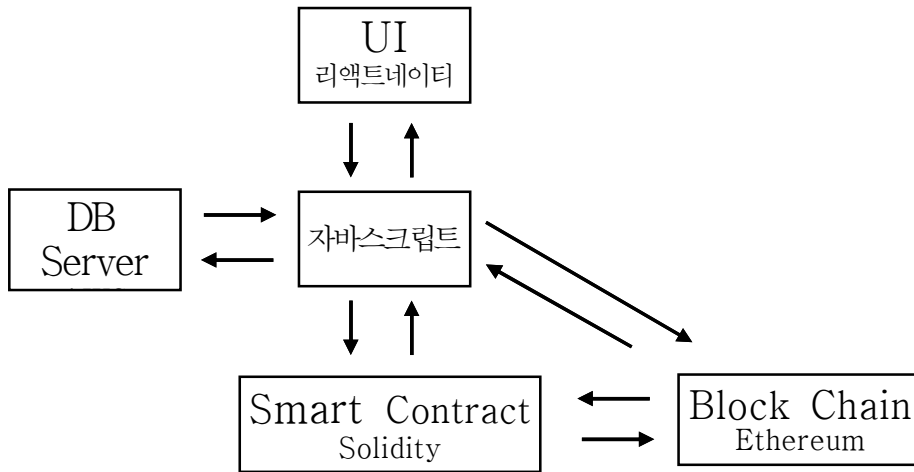 UI
리액트네이티
DB
Server
자바스크립트
Smart Contract
Solidity
Block Chain
Ethereum